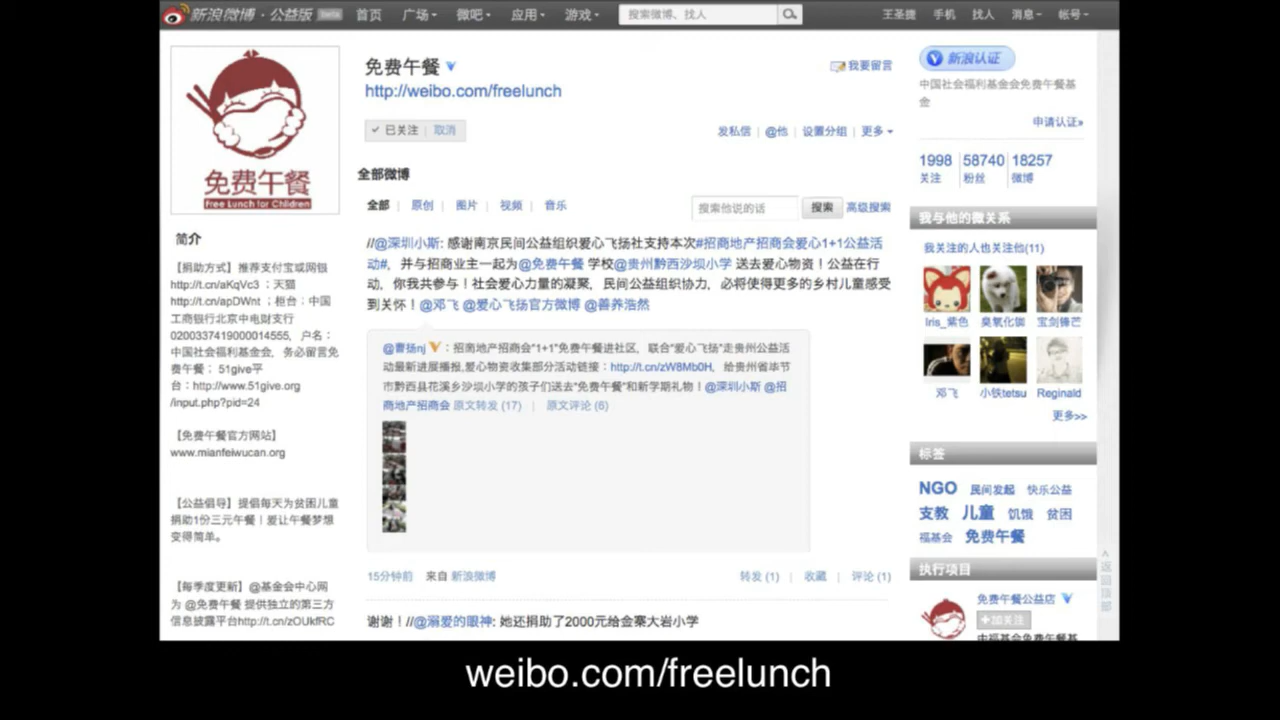 新浪微博·公益版 Beta 首页 广场 微吧 应用 游戏 搜索微博、找人 手机 找人 消息 帐号
免费午餐
Free Lunch for Children
简介
【捐助方式】推荐支付宝或网银
http://t.cn/aKqVc3 ；天猫
http://t.cn/apDWnt ；柜台：中国
工商银行北京中电财支行
0200337419000014555，户名：
中国社会福利基金会，务必留言免
费午餐； 51give平
台：http://www.51give.org
/input.php?pid=24
【免费午餐官方网站】
www.mianfeiwucan.org
【公益倡导】提倡每天为贫困儿童
捐助1份三元午餐！爱让午餐梦想
变得简单。
【每季度更新】@基金会中心网
为 @免费午餐 提供独立的第三方
信息披露平台http://t.cn/zOUkfRC
免费午餐
我要留言
http://weibo.com/freelunch
已关注 | 取消
发私信 | @他 | 设置分组 | 更多
全部微博
全部 | 原创 | 图片 | 视频 | 音乐
搜索他说的话 搜索 高级搜索
//@深圳小斯: 感谢南京民间公益组织爱心飞扬社支持本次#招商地产招商会爱心1+1公益活
动#，并与招商业主一起为@免费午餐 学校@贵州黔西沙坝小学 送去爱心物资！公益在行
动，你我共参与！社会爱心力量的凝聚，民间公益组织协力，必将使得更多的乡村儿童感受
到关怀！@邓飞 @爱心飞扬官方微博 @善养浩然
@曹扬nj ：招商地产招商会"1+1"免费午餐进社区，联合"爱心飞扬"走贵州公益活
动最新进度播报,爱心物资收集部分活动链接：http://t.cn/zW8Mb0H，给贵州省毕节
市黔西县花溪乡沙坝小学的孩子们送去"免费午餐"和新学期礼物！@深圳小斯 @招
商地产招商会 原文转发 (17) | 原文评论 (6)
15分钟前 来自 新浪微博
转发 (1) | 收藏 | 评论 (1)
谢谢！//@溺爱的眼神: 她还捐助了2000元给金寨大岩小学
新浪认证
中国社会福利基金会免费午餐基
金
申请认证»
1998 58740 18257
关注 粉丝 微博
我与他的微关系
我关注的人也关注他(11)
Iris_紫色 臭氧化铷 宝剑锋芒
邓飞 小铁tetsu Reginald
更多>>
标签
NGO 民间发起 快乐公益
支教 儿童 饥饿 贫困
福基会 免费午餐
执行项目
免费午餐公益店
+加关注
中福基会免费午餐基
返回顶部
weibo.com/freelunch